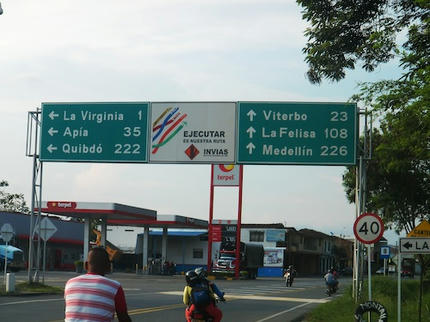 ← La Virginia 1
← Apía 35
← Quibdó 222
EJECUTAR
ES NUESTRA RUTA
INVIAS
↑ Viterbo 23
↑ La Felisa 108
↑ Medellín 226
terpel
terpel
40
← LA